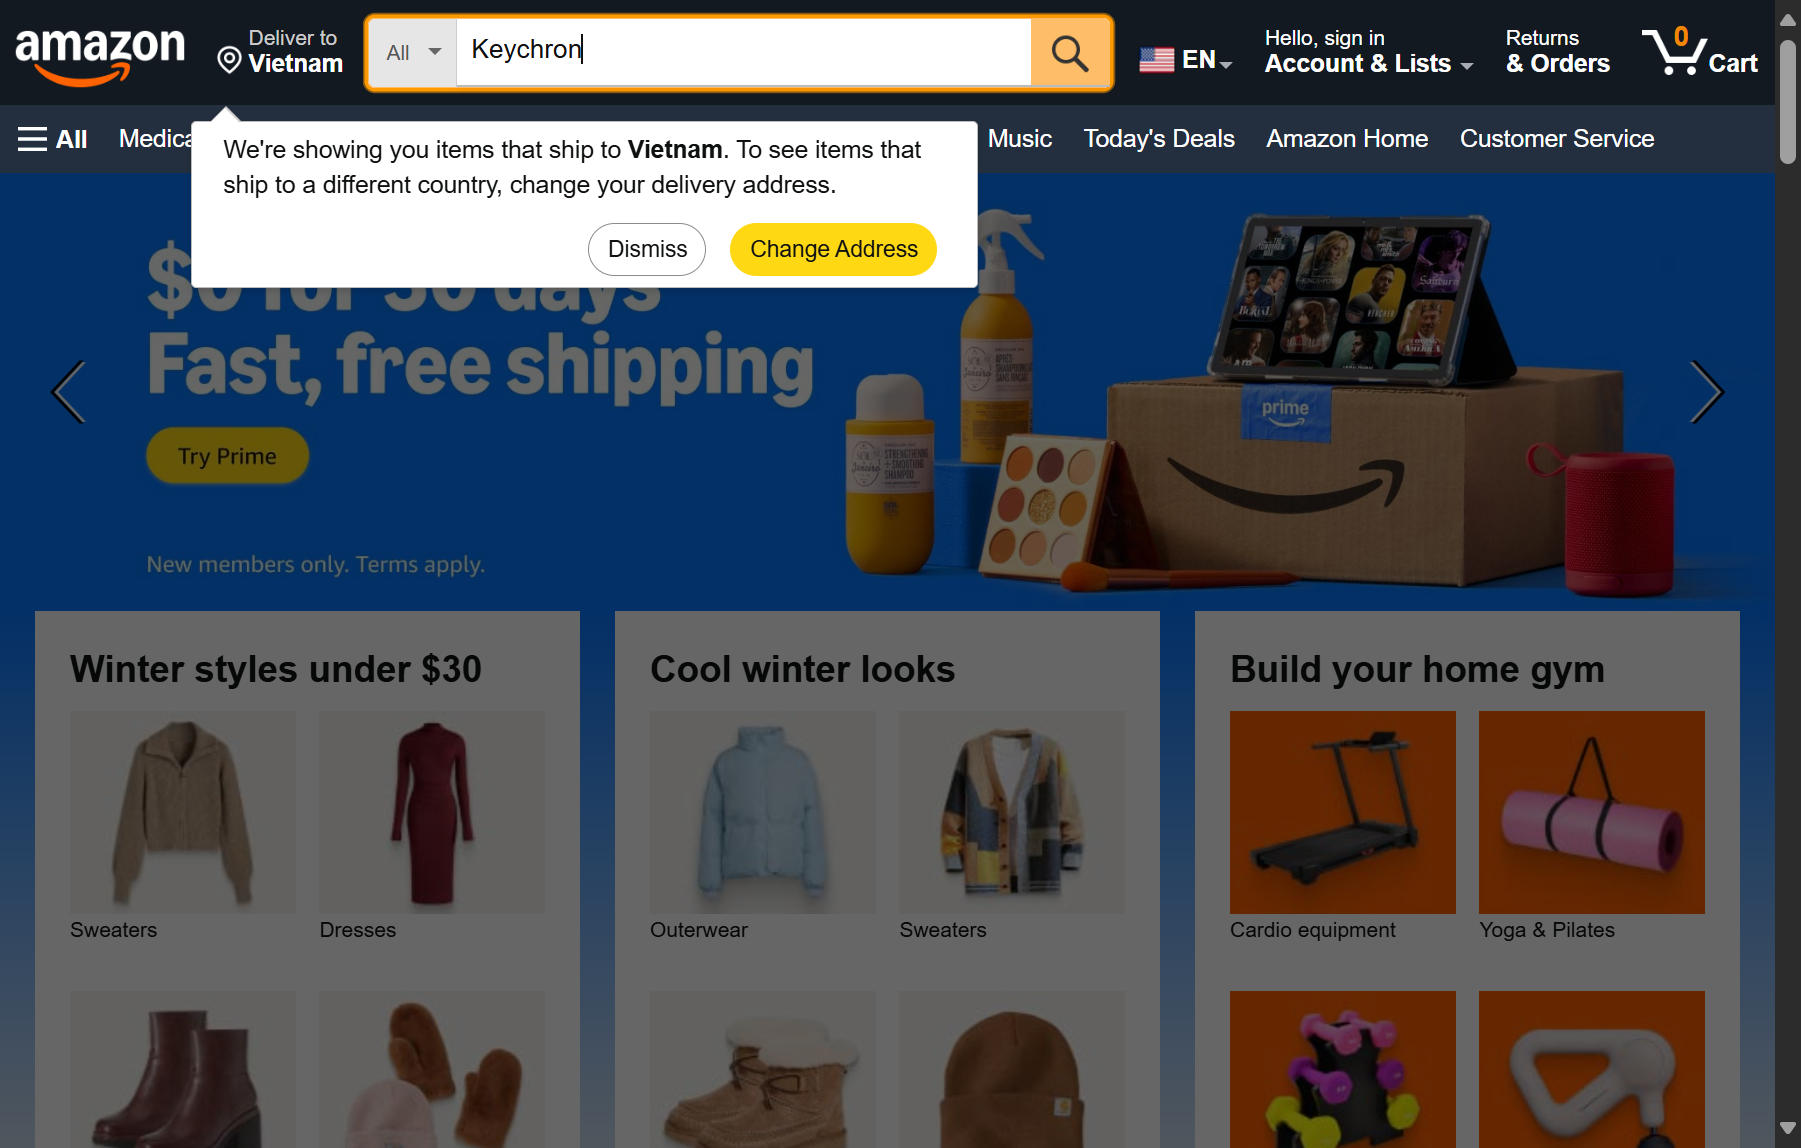 amazon
Deliver to
Vietnam
All
Keychron
EN
Hello, sign in
Account & Lists
Returns
& Orders
0
Cart
All
Medica
Music
Today's Deals
Amazon Home
Customer Service
We're showing you items that ship to Vietnam. To see items that
ship to a different country, change your delivery address.
Dismiss
Change Address
$0 for 30 days
Fast, free shipping
Try Prime
New members only. Terms apply.
prime
Winter styles under $30
Sweaters
Dresses
Cool winter looks
Outerwear
Sweaters
Build your home gym
Cardio equipment
Yoga & Pilates